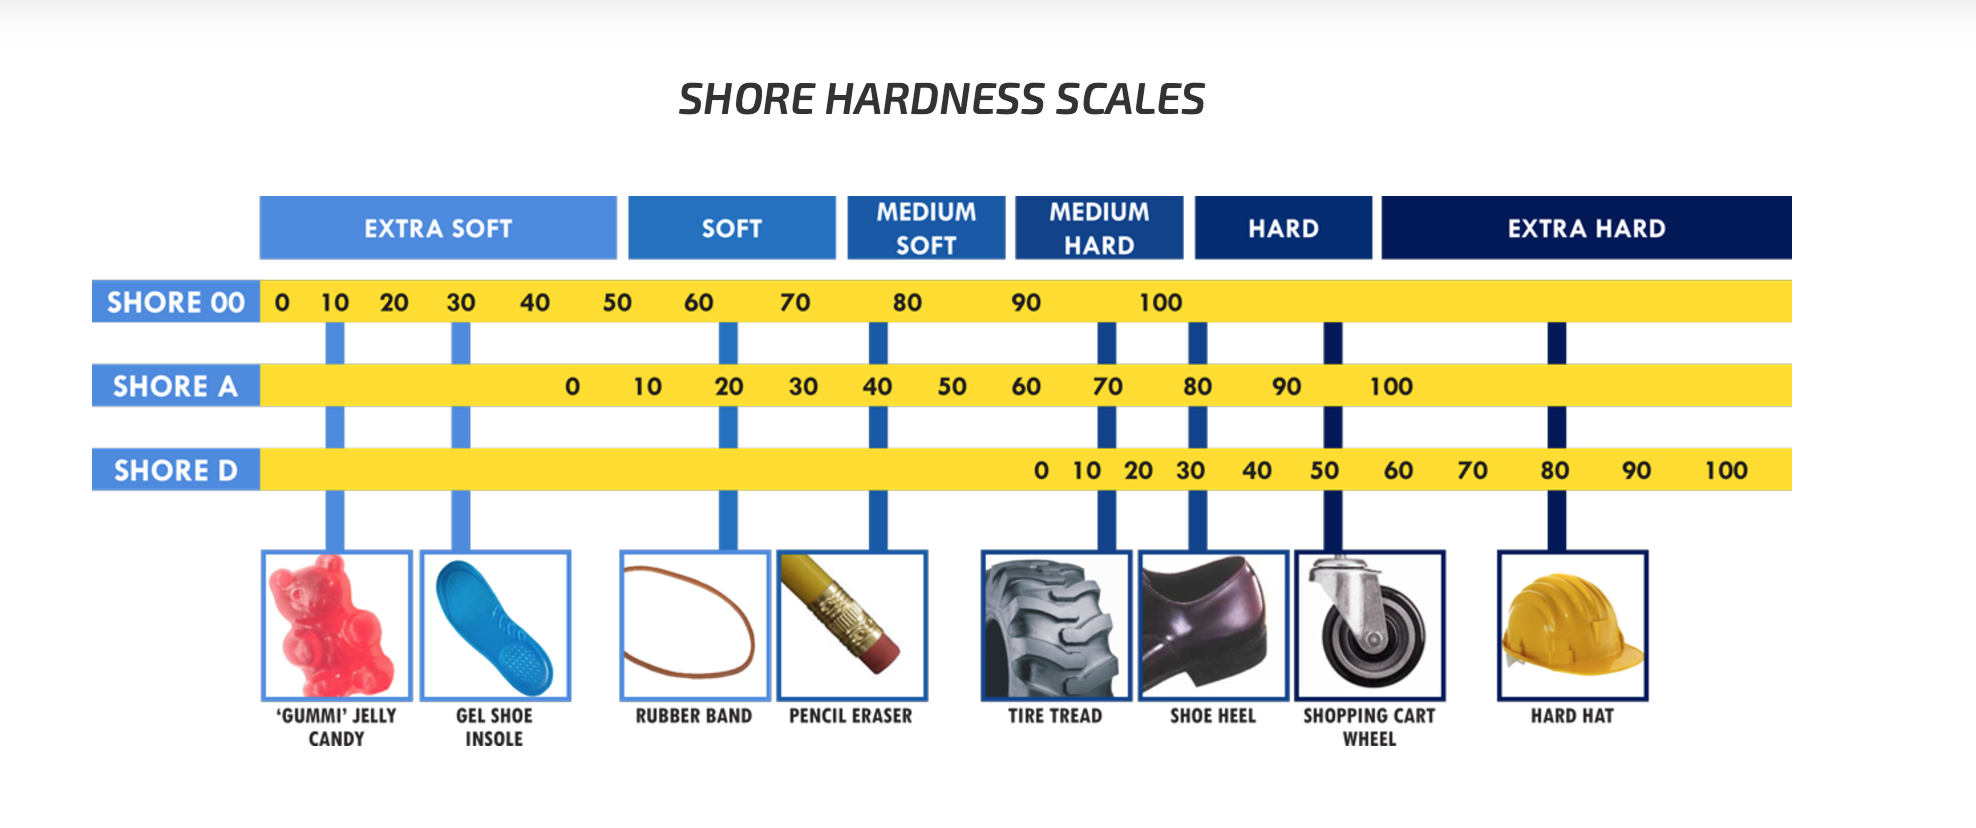 SHORE HARDNESS SCALES
EXTRA SOFT
SOFT
MEDIUM
SOFT
MEDIUM
HARD
HARD
EXTRA HARD
SHORE 00 0 10 20 30 40 50 60 70 80 90 100
SHORE A 0 10 20 30 40 50 60 70 80 90 100
SHORE D 0 10 20 30 40 50 60 70 80 90 100
‘GUMMI’ JELLY
CANDY
GEL SHOE
INSOLE
RUBBER BAND
PENCIL ERASER
TIRE TREAD
SHOE HEEL
SHOPPING CART
WHEEL
HARD HAT